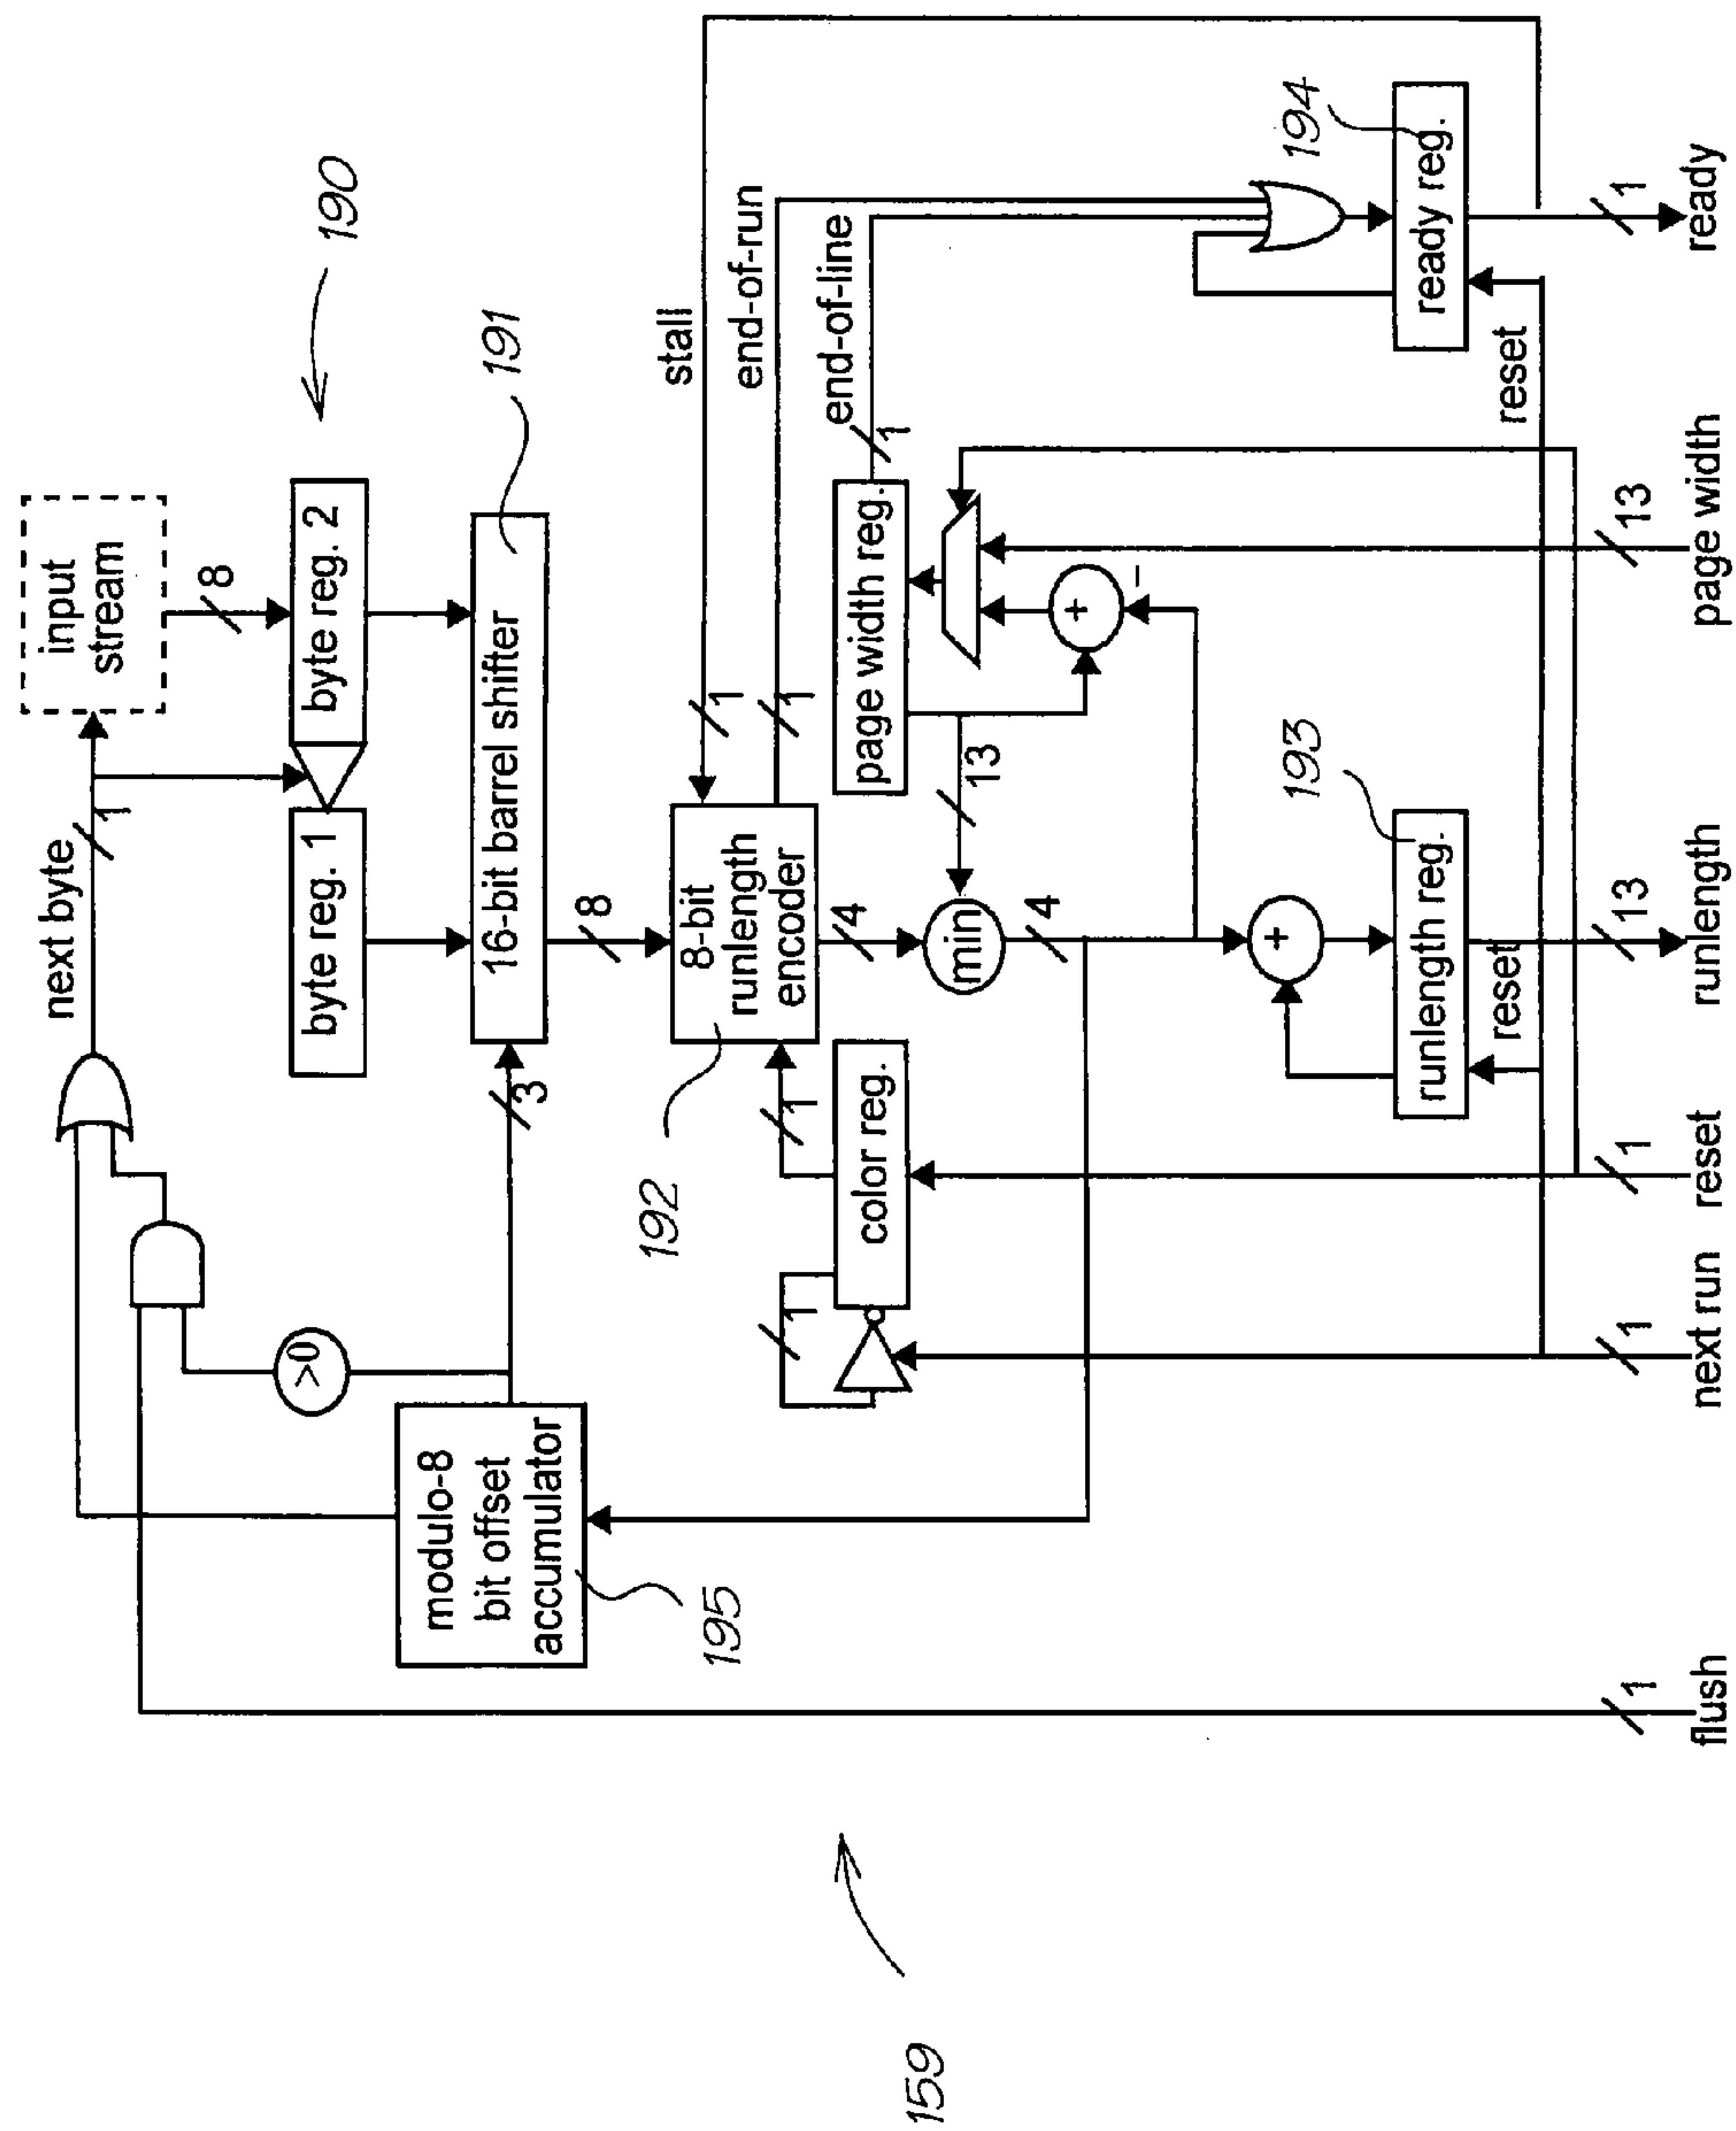 next byte
1
input
stream
8
190
byte reg. 1
byte reg. 2
16-bit barrel shifter
191
3
8
>0
modulo-8
bit offset
accumulator
195
stall
1
end-of-run
1
end-of-line
1
8-bit
runlength
encoder
192
1
1
color reg.
4
min
4
13
page width reg.
+
−
+
193
runlength reg.
reset
194
ready reg.
reset
1
flush
1
next run
1
reset
13
runlength
13
page width
1
ready
159